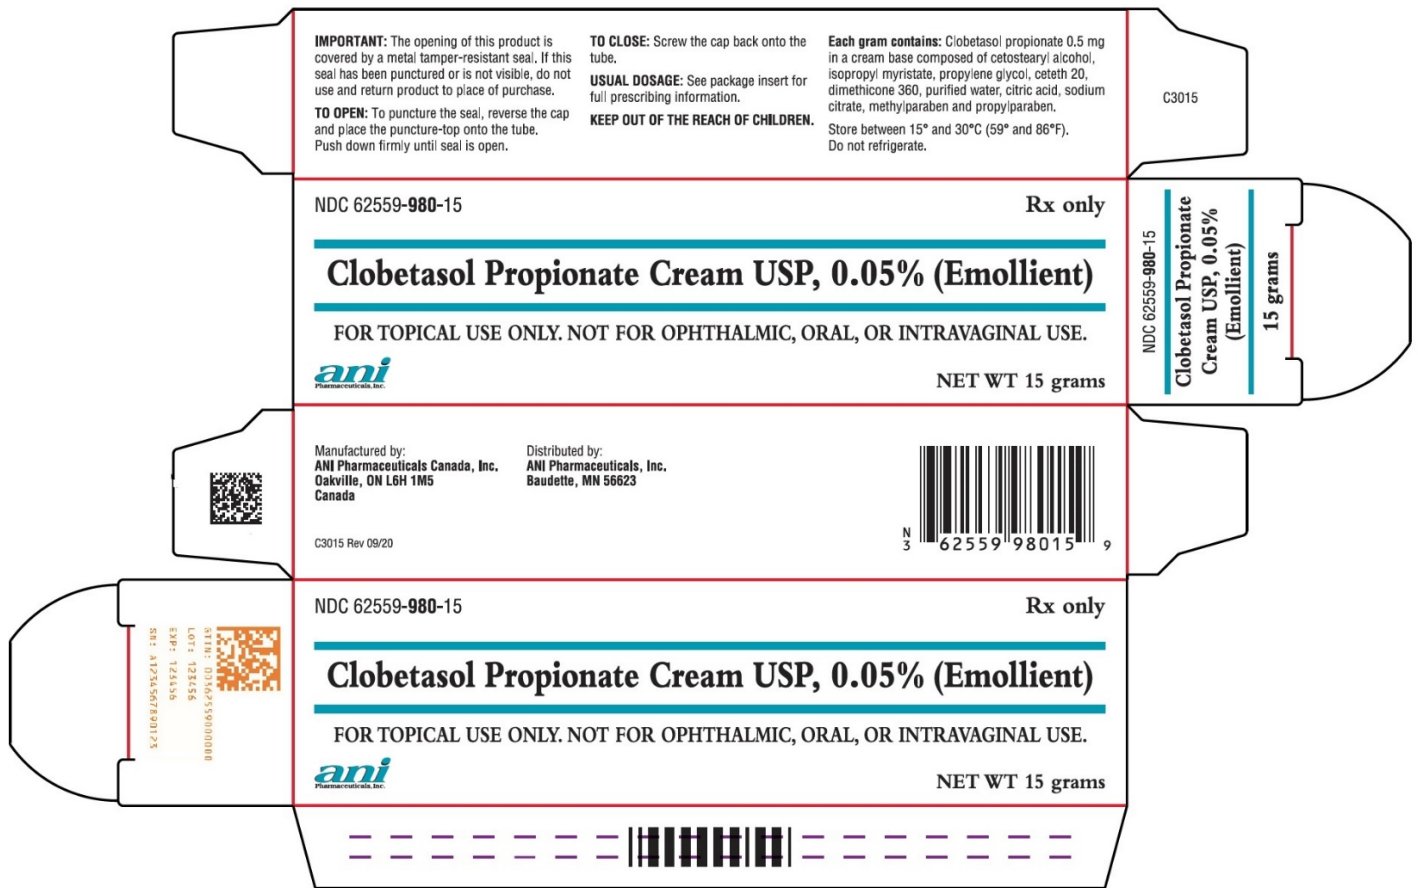 IMPORTANT: The opening of this product is
covered by a metal tamper-resistant seal. If this
seal has been punctured or is not visible, do not
use and return product to place of purchase.
TO OPEN: To puncture the seal, reverse the cap
and place the puncture-top onto the tube.
Push down firmly until seal is open.
TO CLOSE: Screw the cap back onto the
tube.
USUAL DOSAGE: See package insert for
full prescribing information.
KEEP OUT OF THE REACH OF CHILDREN.
Each gram contains: Clobetasol propionate 0.5 mg
in a cream base composed of cetostearyl alcohol,
isopropyl myristate, propylene glycol, ceteth 20,
dimethicone 360, purified water, citric acid, sodium
citrate, methylparaben and propylparaben.
Store between 15° and 30°C (59° and 86°F).
Do not refrigerate.
C3015
NDC 62559-980-15
Rx only
Clobetasol Propionate Cream USP, 0.05% (Emollient)
FOR TOPICAL USE ONLY. NOT FOR OPHTHALMIC, ORAL, OR INTRAVAGINAL USE.
ani
Pharmaceuticals, Inc.
NET WT 15 grams
NDC 62559-980-15
Clobetasol Propionate
Cream USP, 0.05%
(Emollient)
15 grams
Manufactured by:
ANI Pharmaceuticals Canada, Inc.
Oakville, ON L6H 1M5
Canada
Distributed by:
ANI Pharmaceuticals, Inc.
Baudette, MN 56623
C3015 Rev 09/20
N
3 62559 98015 9
GTIN: 00362559000000
LOT: 123456
EXP: 123456
SN: A1234567890123
NDC 62559-980-15
Rx only
Clobetasol Propionate Cream USP, 0.05% (Emollient)
FOR TOPICAL USE ONLY. NOT FOR OPHTHALMIC, ORAL, OR INTRAVAGINAL USE.
ani
Pharmaceuticals, Inc.
NET WT 15 grams